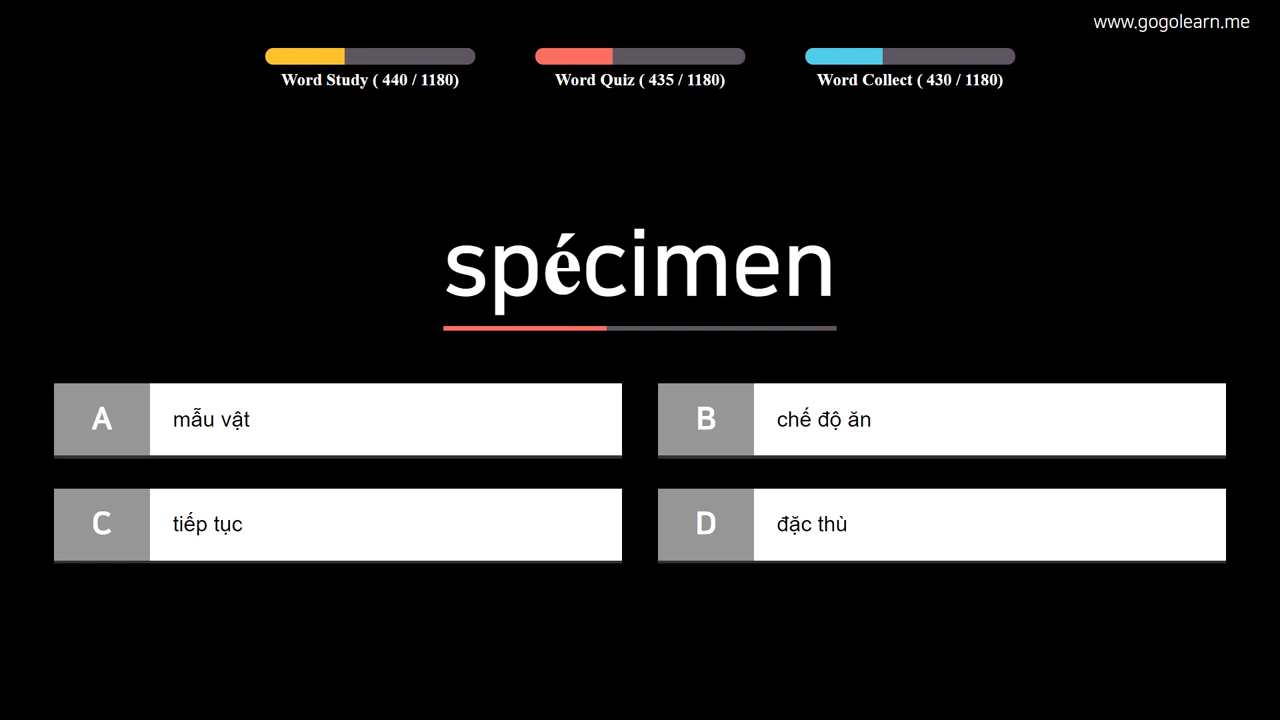 www.gogolearn.me
Word Study ( 440 / 1180)
Word Quiz ( 435 / 1180)
Word Collect ( 430 / 1180)
spécimen
A mẫu vật
B chế độ ăn
C tiếp tục
D đặc thù